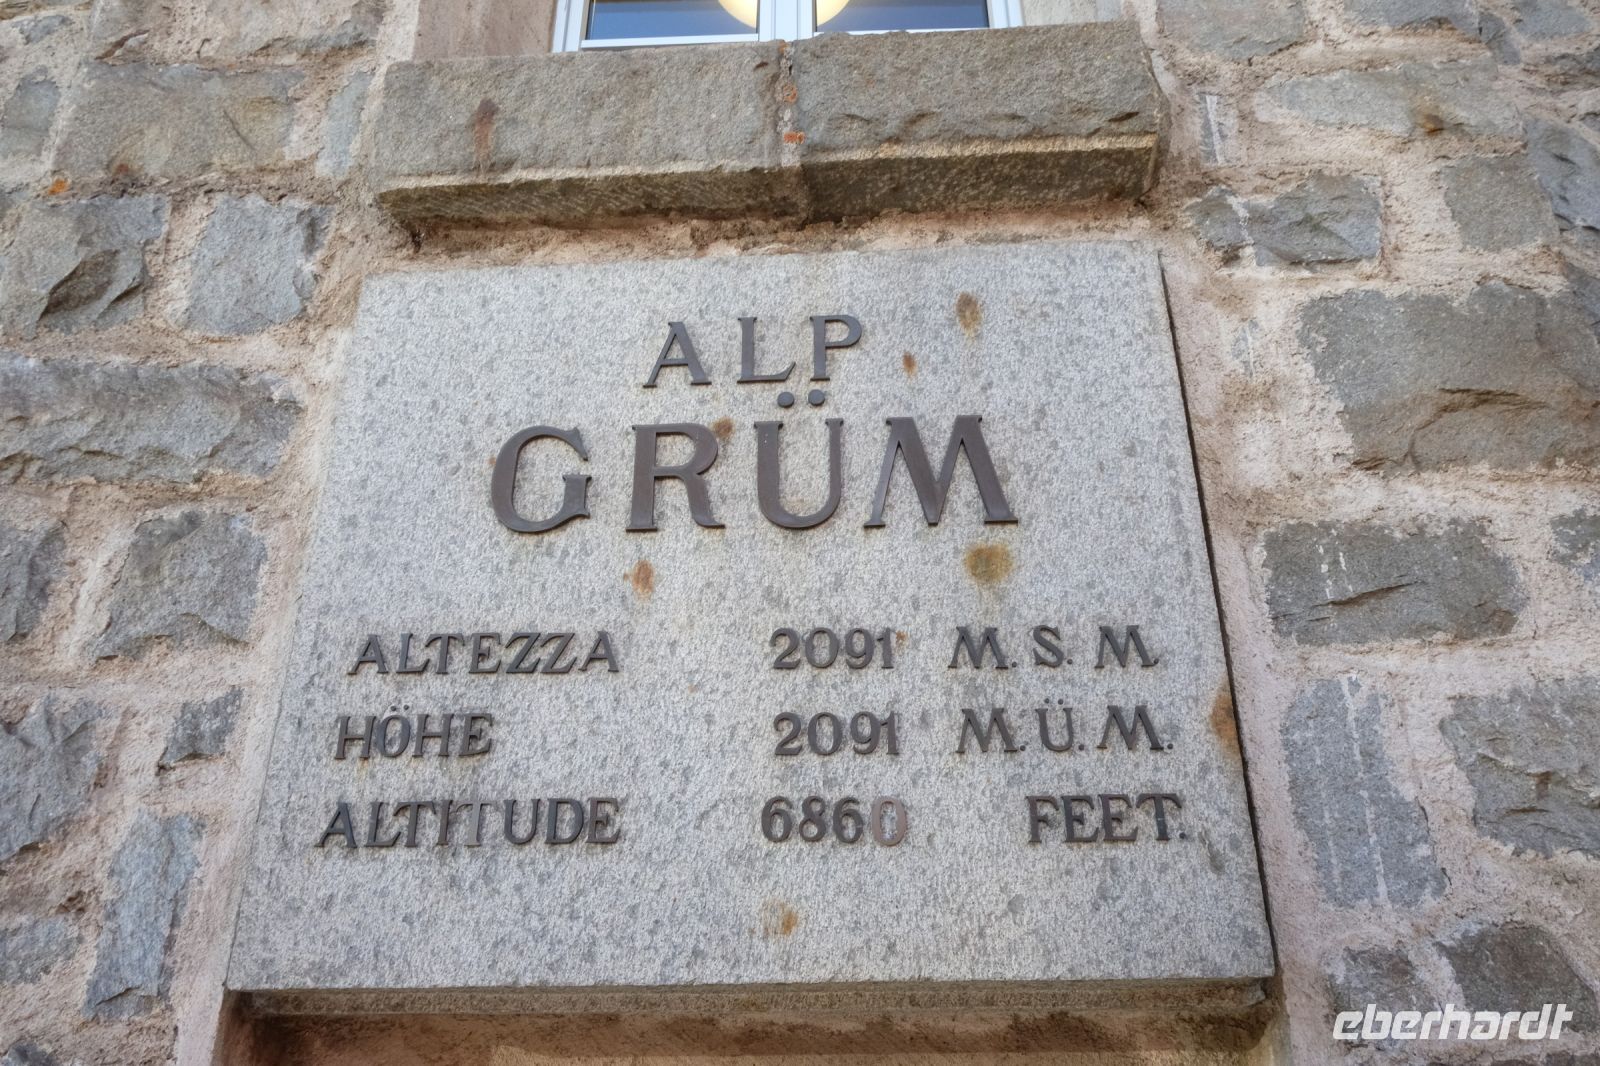 ALP
GRÜM
ALTEZZA 2091 M.S.M.
HÖHE 2091 M.Ü.M.
ALTITUDE 6860 FEET.
eberhardt